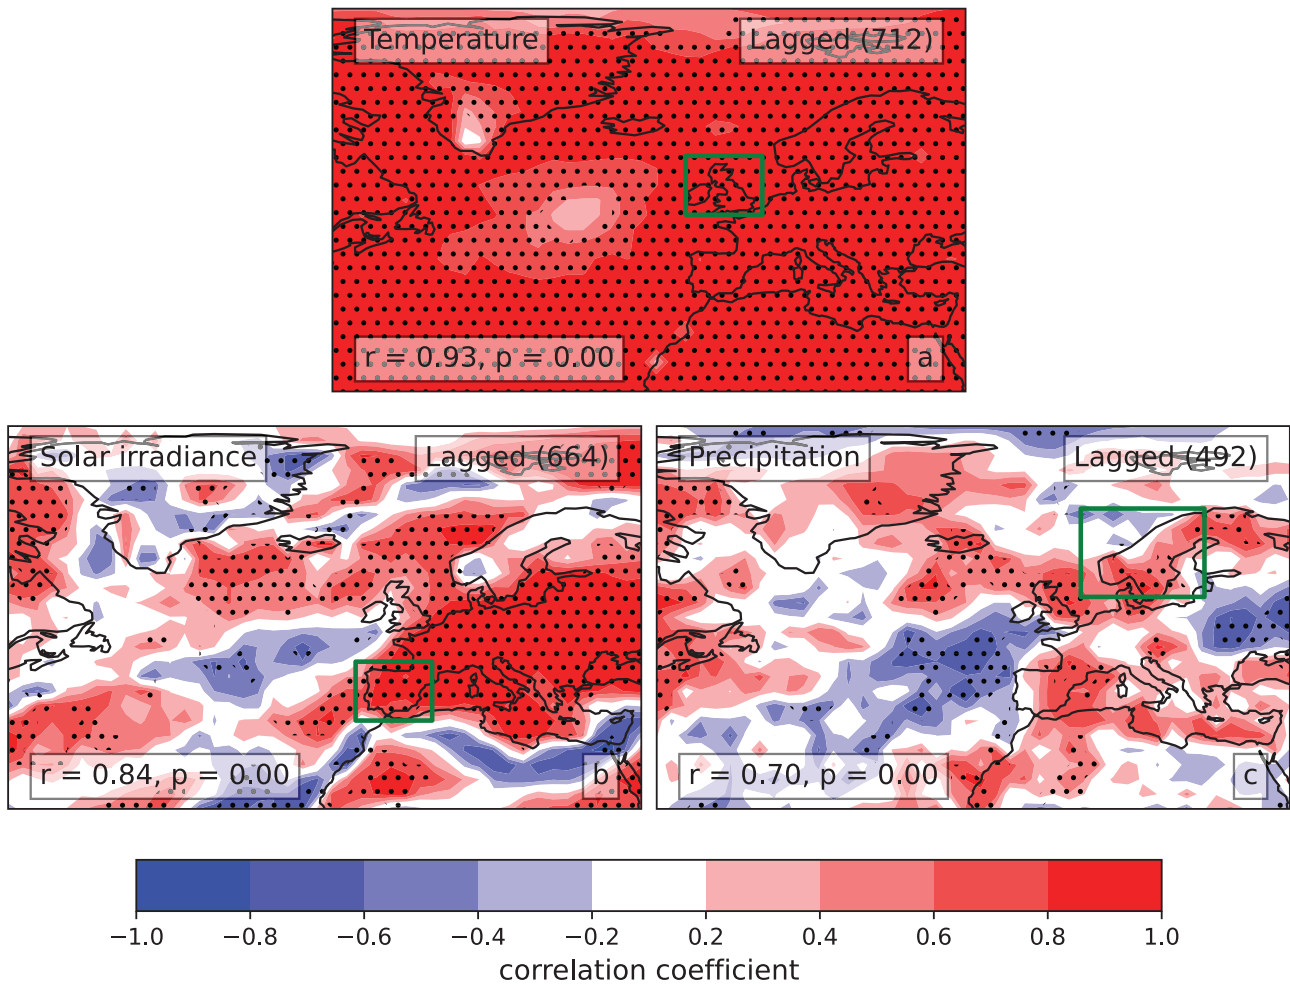 Temperature
Lagged (712)
r = 0.93, p = 0.00
a
Solar irradiance
Lagged (664)
r = 0.84, p = 0.00
b
Precipitation
Lagged (492)
r = 0.70, p = 0.00
c
−1.0 −0.8 −0.6 −0.4 −0.2 0.2 0.4 0.6 0.8 1.0
correlation coefficient